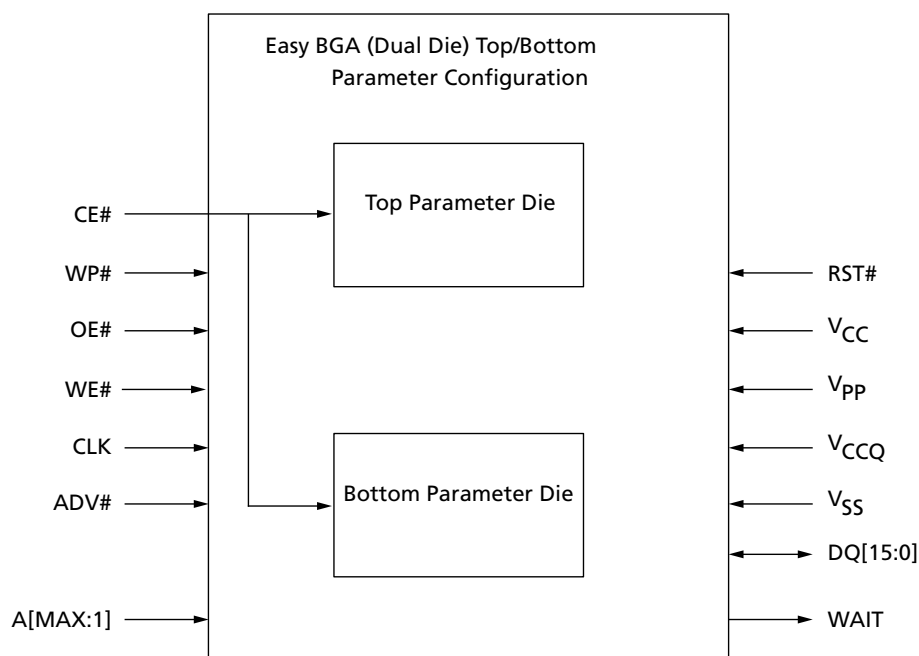 Easy BGA (Dual Die) Top/Bottom
Parameter Configuration
Top Parameter Die
CE#
WP#
RST#
OE#
VCC
WE#
VPP
CLK
VCCQ
Bottom Parameter Die
ADV#
VSS
DQ[15:0]
A[MAX:1]
WAIT